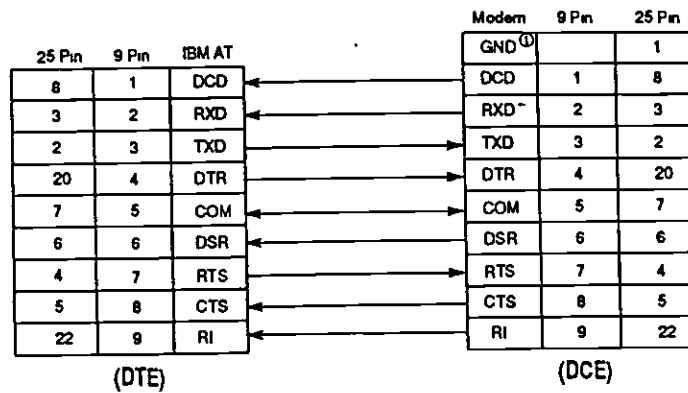 Modem 9 Pin 25 Pin
GND① 1
25 Pin 9 Pin IBM AT
8 1 DCD
DCD 1 8
3 2 RXD
RXD 2 3
2 3 TXD
TXD 3 2
20 4 DTR
DTR 4 20
7 5 COM
COM 5 7
6 6 DSR
DSR 6 6
4 7 RTS
RTS 7 4
5 8 CTS
CTS 8 5
22 9 RI
RI 9 22
(DTE)
(DCE)